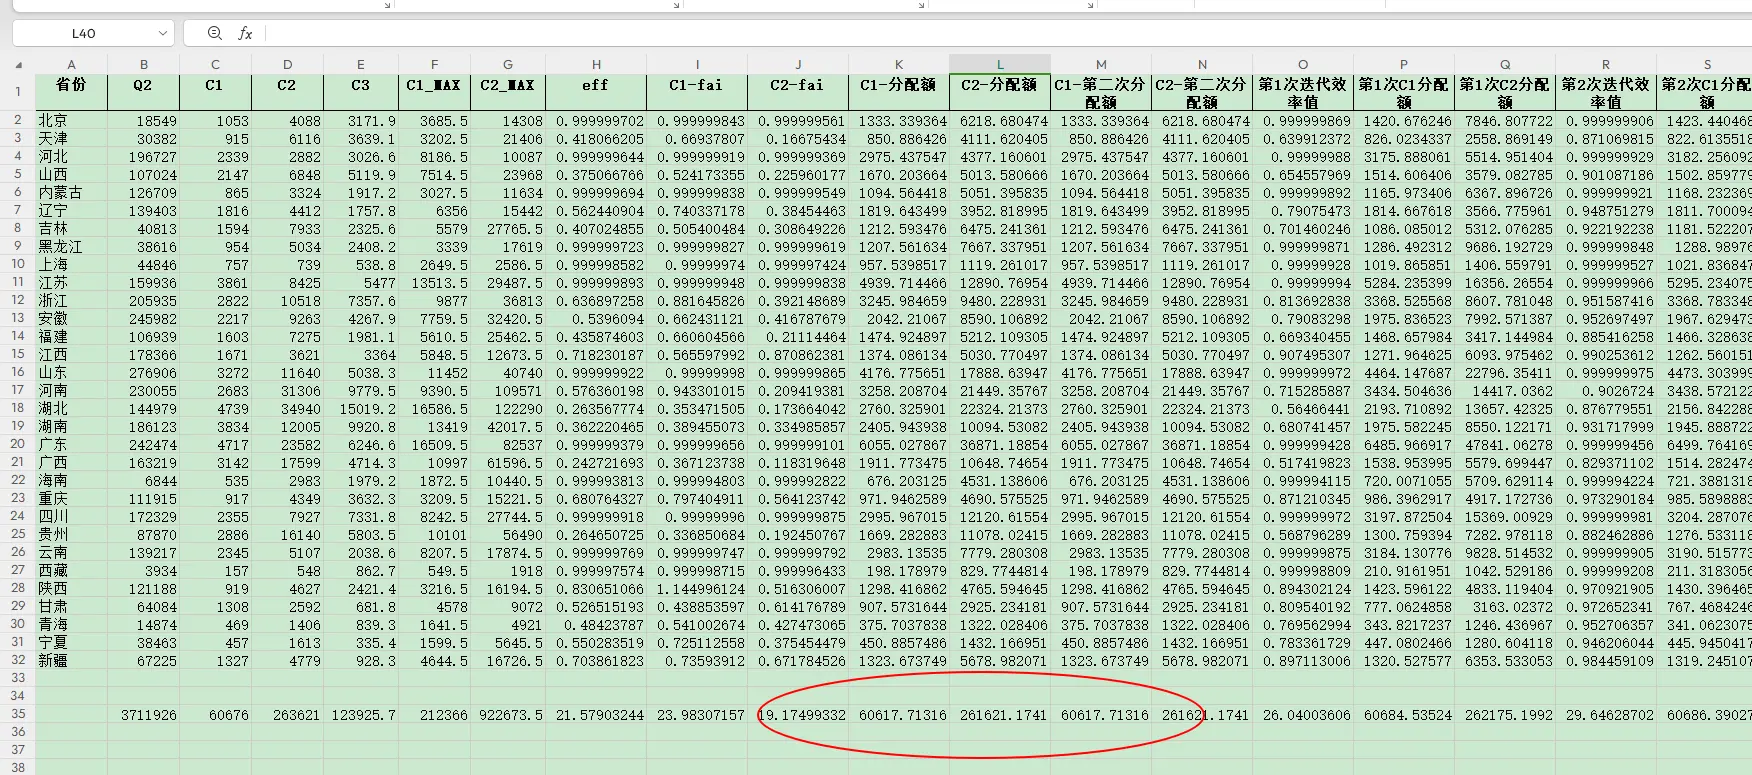 L40 fx
A B C D E F G H I J K L M N O P Q R S
1 省份 Q2 C1 C2 C3 C1_MAX C2_MAX eff C1-fai C2-fai C1-分配额 C2-分配额 C1-第二次分配额 C2-第二次分配额 第1次迭代效率值 第1次C1分配额 第1次C2分配额 第2次迭代效率值 第2次C1分配额
2 北京 18549 1053 4088 3171.9 3685.5 14308 0.999999702 0.999999843 0.999999561 1333.339364 6218.680474 1333.339364 6218.680474 0.999999869 1420.676246 7846.807722 0.999999906 1423.440468
3 天津 30382 915 6116 3639.1 3202.5 21406 0.418066205 0.66937807 0.16675434 850.886426 4111.620405 850.886426 4111.620405 0.639912372 826.0234337 2558.869149 0.871069815 822.6135518
4 河北 196727 2339 2882 3026.6 8186.5 10087 0.999999644 0.999999919 0.999999369 2975.437547 4377.160601 2975.437547 4377.160601 0.99999988 3175.888061 5514.951404 0.999999929 3182.256092
5 山西 107024 2147 6848 5119.9 7514.5 23968 0.375066766 0.524173355 0.225960177 1670.203664 5013.580666 1670.203664 5013.580666 0.654557969 1514.606406 3579.082785 0.901087186 1502.859779
6 内蒙古 126709 865 3324 1917.2 3027.5 11634 0.999999694 0.999999838 0.999999549 1094.564418 5051.395835 1094.564418 5051.395835 0.999999892 1165.973406 6367.896726 0.999999921 1168.232369
7 辽宁 139403 1816 4412 1757.8 6356 15442 0.562440904 0.740337178 0.38454463 1819.643499 3952.818995 1819.643499 3952.818995 0.79075473 1814.667618 3566.775961 0.948751279 1811.700094
8 吉林 40813 1594 7933 2325.6 5579 27765.5 0.407024855 0.505400484 0.308649226 1212.593476 6475.241361 1212.593476 6475.241361 0.701460246 1086.085012 5312.076285 0.922192238 1181.522207
9 黑龙江 38616 954 5034 2408.2 3339 17619 0.999999723 0.999999827 0.999999619 1207.561634 7667.337951 1207.561634 7667.337951 0.999999871 1286.492312 9686.192729 0.999999848 1288.98976
10 上海 44846 757 739 538.8 2649.5 2586.5 0.999998582 0.99999974 0.999997424 957.5398517 1119.261017 957.5398517 1119.261017 0.99999928 1019.865851 1406.559791 0.999999527 1021.836847
11 江苏 159936 3861 8425 5477 13513.5 29487.5 0.999999893 0.999999948 0.999999838 4939.714466 12890.76954 4939.714466 12890.76954 0.99999994 5284.235399 16356.26554 0.999999966 5295.234075
12 浙江 205935 2822 10518 7357.6 9877 36813 0.636897258 0.881645826 0.392148689 3245.984659 9480.228931 3245.984659 9480.228931 0.813692838 3368.525568 8607.781048 0.951587416 3368.783348
13 安徽 245982 2217 9263 4267.9 7759.5 32420.5 0.5396094 0.662431121 0.416787679 2042.21067 8590.106892 2042.21067 8590.106892 0.79083298 1975.836523 7992.571387 0.952697497 1967.629473
14 福建 106939 1603 7275 1981.1 5610.5 25462.5 0.435874603 0.660604566 0.21114464 1474.924897 5212.109305 1474.924897 5212.109305 0.669340455 1468.657984 3417.144984 0.885416258 1466.328638
15 江西 178366 1671 3621 3364 5848.5 12673.5 0.718230187 0.565597992 0.870862381 1374.086134 5030.770497 1374.086134 5030.770497 0.907495307 1271.964625 6093.975462 0.990253612 1262.560151
16 山东 276906 3272 11640 5038.3 11452 40740 0.999999922 0.99999998 0.999999865 4176.775651 17888.63947 4176.775651 17888.63947 0.999999972 4464.147687 22796.35411 0.999999975 4473.303999
17 河南 230055 2683 31306 9779.5 9390.5 109571 0.576360198 0.943301015 0.209419381 3258.208704 21449.35767 3258.208704 21449.35767 0.715285887 3434.504636 14417.0362 0.9026724 3438.572122
18 湖北 144979 4739 34940 15019.2 16586.5 122290 0.263567774 0.353471505 0.173664042 2760.325901 22324.21373 2760.325901 22324.21373 0.56466441 2193.710892 13657.42325 0.876779551 2156.842288
19 湖南 186123 3834 12005 9920.8 13419 42017.5 0.362220465 0.389455073 0.334985857 2405.943938 10094.53082 2405.943938 10094.53082 0.680741457 1975.582245 8550.122171 0.931717999 1945.888722
20 广东 242474 4717 23582 6246.6 16509.5 82537 0.999999379 0.999999656 0.999999101 6055.027867 36871.18854 6055.027867 36871.18854 0.999999428 6485.966917 47841.06278 0.999999456 6499.764169
21 广西 163219 3142 17599 4714.3 10997 61596.5 0.242721693 0.367123738 0.118319648 1911.773475 10648.74654 1911.773475 10648.74654 0.517419823 1538.953995 5579.699447 0.829371102 1514.282474
22 海南 6844 535 2983 1979.2 1872.5 10440.5 0.999993813 0.999994803 0.999992822 676.203125 4531.138606 676.203125 4531.138606 0.999994115 720.0071055 5709.629114 0.999994224 721.3881318
23 重庆 111915 917 4349 3632.3 3209.5 15221.5 0.680764327 0.797404911 0.564123742 971.9462589 4690.575525 971.9462589 4690.575525 0.871210345 986.3962917 4917.172736 0.973290184 985.5898883
24 四川 172329 2355 7927 7331.8 8242.5 27744.5 0.999999918 0.99999996 0.999999875 2995.967015 12120.61554 2995.967015 12120.61554 0.999999972 3197.872504 15369.00929 0.999999981 3204.287076
25 贵州 87870 2886 16140 5803.5 10101 56490 0.264650725 0.336850684 0.192450767 1669.282883 11078.02415 1669.282883 11078.02415 0.568796289 1300.759394 7282.978118 0.882462886 1276.533118
26 云南 139217 2345 5107 2038.6 8207.5 17874.5 0.999999769 0.999999747 0.999999792 2983.13535 7779.280308 2983.13535 7779.280308 0.999999875 3184.130776 9828.514532 0.999999905 3190.515773
27 西藏 3934 157 548 862.7 549.5 1918 0.999997574 0.999998715 0.999996433 198.178979 829.7744814 198.178979 829.7744814 0.999998809 210.9161951 1042.529186 0.999999208 211.3183056
28 陕西 121188 919 4627 2421.4 3216.5 16194.5 0.830651066 1.144996124 0.516306007 1298.416862 4765.594645 1298.416862 4765.594645 0.894302124 1423.596122 4833.119404 0.970921905 1430.396465
29 甘肃 64084 1308 2592 681.8 4578 9072 0.526515193 0.438853597 0.614176789 907.5731644 2925.234181 907.5731644 2925.234181 0.809540192 777.0624858 3163.02372 0.972652341 767.4684246
30 青海 14874 469 1406 839.3 1641.5 4921 0.48423787 0.541002674 0.427473065 375.7037838 1322.028406 375.7037838 1322.028406 0.769562994 343.8217237 1246.436967 0.952706357 341.0623075
31 宁夏 38463 457 1613 335.4 1599.5 5645.5 0.550283519 0.725112558 0.375454479 450.8857486 1432.166951 450.8857486 1432.166951 0.783361729 447.0802466 1280.604118 0.946206044 445.9450417
32 新疆 67225 1327 4779 928.3 4644.5 16726.5 0.703861823 0.73593912 0.671784526 1323.673749 5678.982071 1323.673749 5678.982071 0.897113006 1320.527577 6353.533053 0.984459109 1319.245107
33
34
35 3711926 60676 263621 123925.7 212366 922673.5 21.57903244 23.98307157 19.17499332 60617.71316 261621.1741 60617.71316 261621.1741 26.04003606 60684.53524 262175.1992 29.64628702 60686.39027
36
37
38